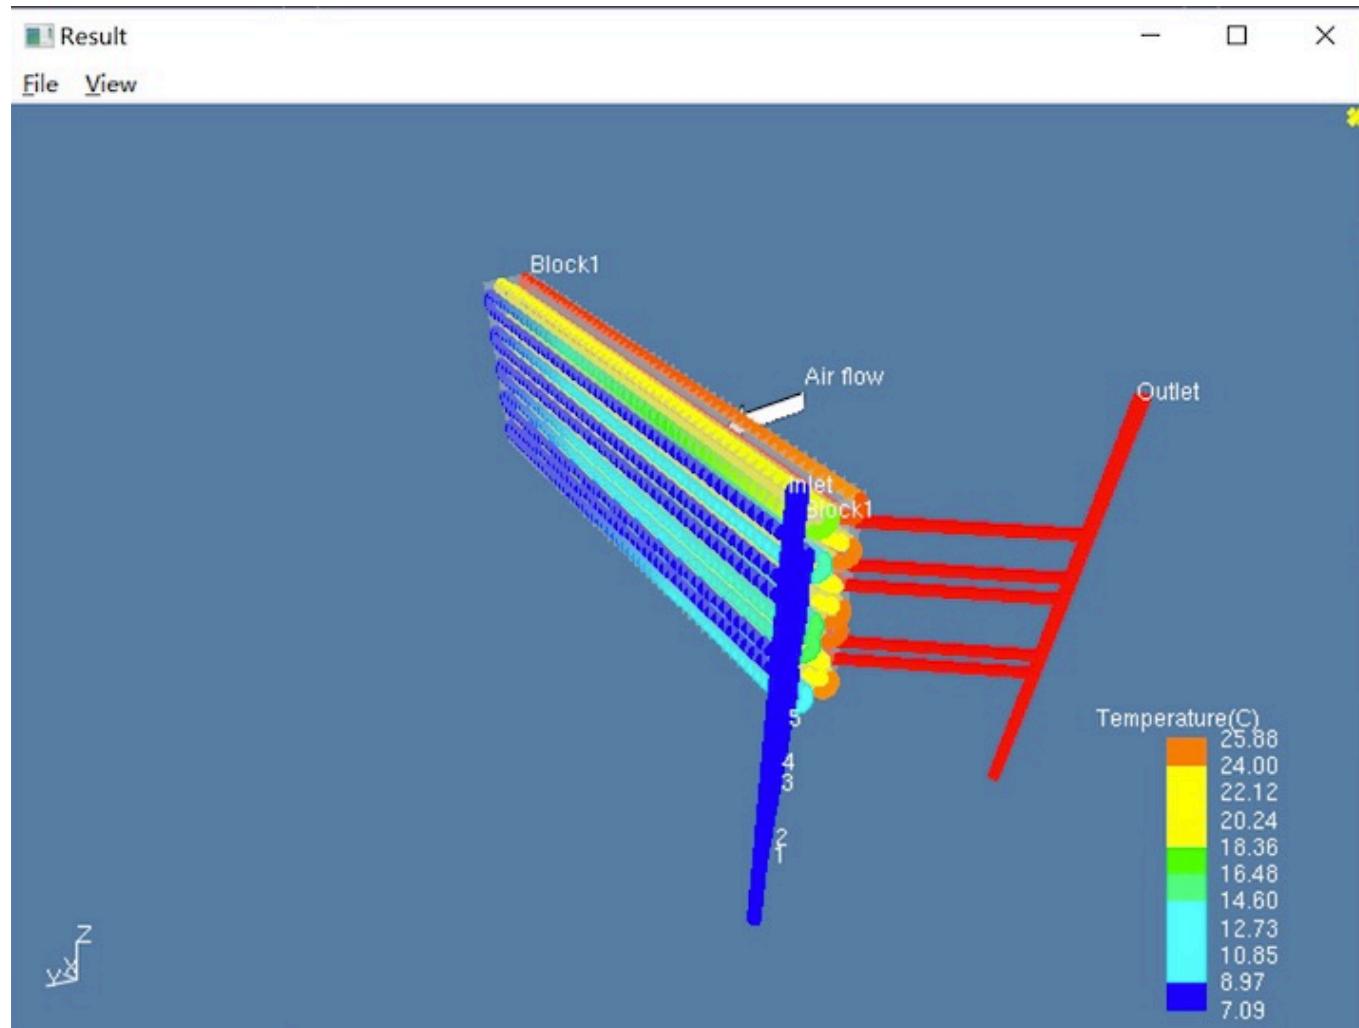 Result
File View
Block1
Air flow
Outlet
Inlet
Block1
5
4
3
2
1
Temperature(C)
25.88
24.00
22.12
20.24
18.36
16.48
14.60
12.73
10.85
8.97
7.09
Z
Y X